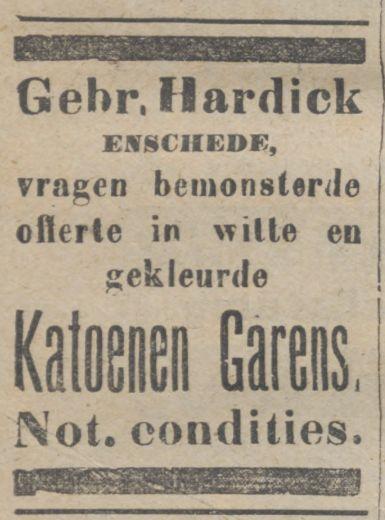 Gebr. Hardick
ENSCHEDE,
vragen bemonsterde
offerte in witte en
gekleurde
Katoenen Garens.
Not. condities.